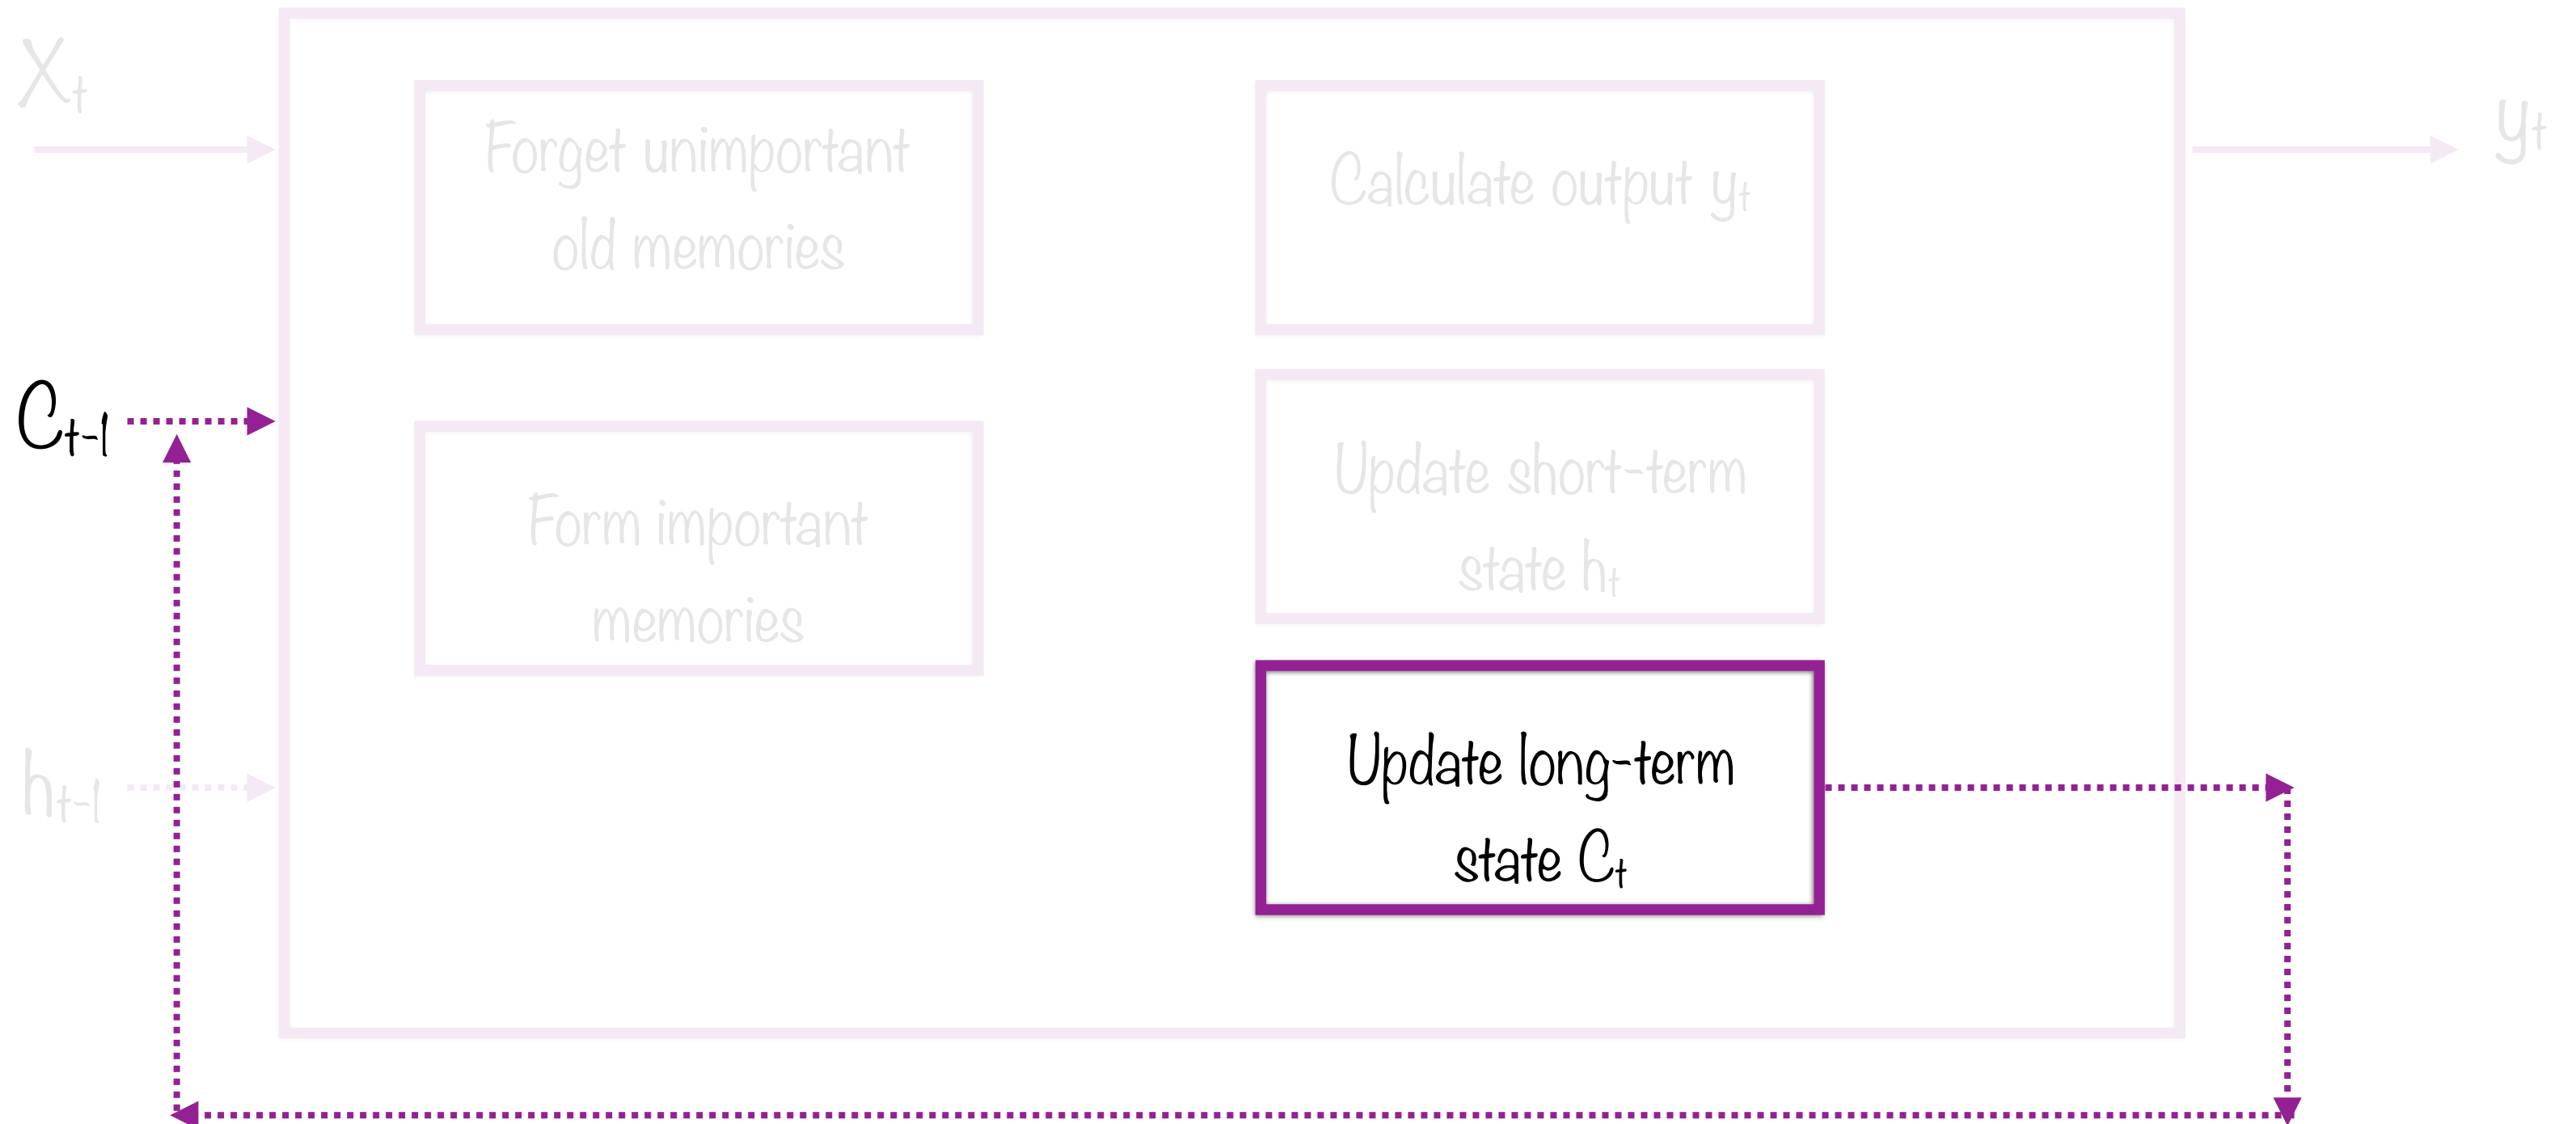 Xt
Forget unimportant
old memories
Calculate output yt
yt
Ct-1
Form important
memories
Update short-term
state ht
ht-1
Update long-term
state Ct